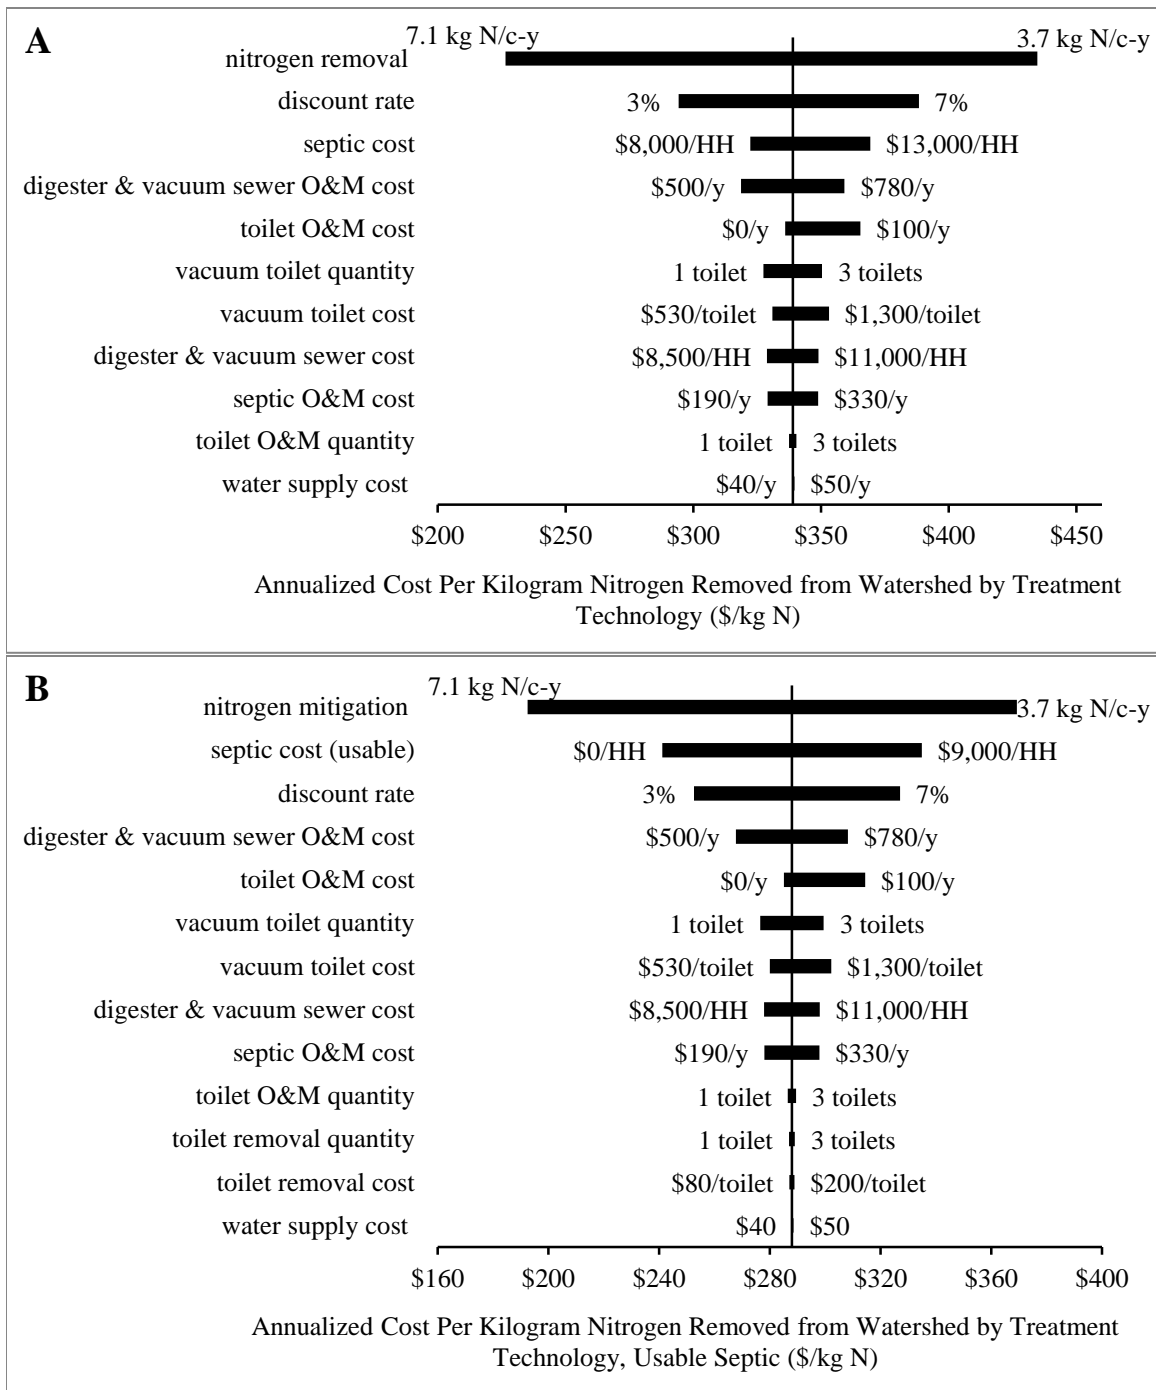 A
7.1 kg N/c-y
3.7 kg N/c-y
nitrogen removal
discount rate
3%
7%
septic cost
$8,000/HH
$13,000/HH
digester & vacuum sewer O&M cost
$500/y
$780/y
toilet O&M cost
$0/y
$100/y
vacuum toilet quantity
1 toilet
3 toilets
vacuum toilet cost
$530/toilet
$1,300/toilet
digester & vacuum sewer cost
$8,500/HH
$11,000/HH
septic O&M cost
$190/y
$330/y
toilet O&M quantity
1 toilet
3 toilets
water supply cost
$40/y
$50/y
$200 $250 $300 $350 $400 $450
Annualized Cost Per Kilogram Nitrogen Removed from Watershed by Treatment
Technology ($/kg N)
B
7.1 kg N/c-y
nitrogen mitigation
3.7 kg N/c-y
septic cost (usable)
$0/HH
$9,000/HH
discount rate
3%
7%
digester & vacuum sewer O&M cost
$500/y
$780/y
toilet O&M cost
$0/y
$100/y
vacuum toilet quantity
1 toilet
3 toilets
vacuum toilet cost
$530/toilet
$1,300/toilet
digester & vacuum sewer cost
$8,500/HH
$11,000/HH
septic O&M cost
$190/y
$330/y
toilet O&M quantity
1 toilet
3 toilets
toilet removal quantity
1 toilet
3 toilets
toilet removal cost
$80/toilet
$200/toilet
water supply cost
$40
$50
$160 $200 $240 $280 $320 $360 $400
Annualized Cost Per Kilogram Nitrogen Removed from Watershed by Treatment
Technology, Usable Septic ($/kg N)